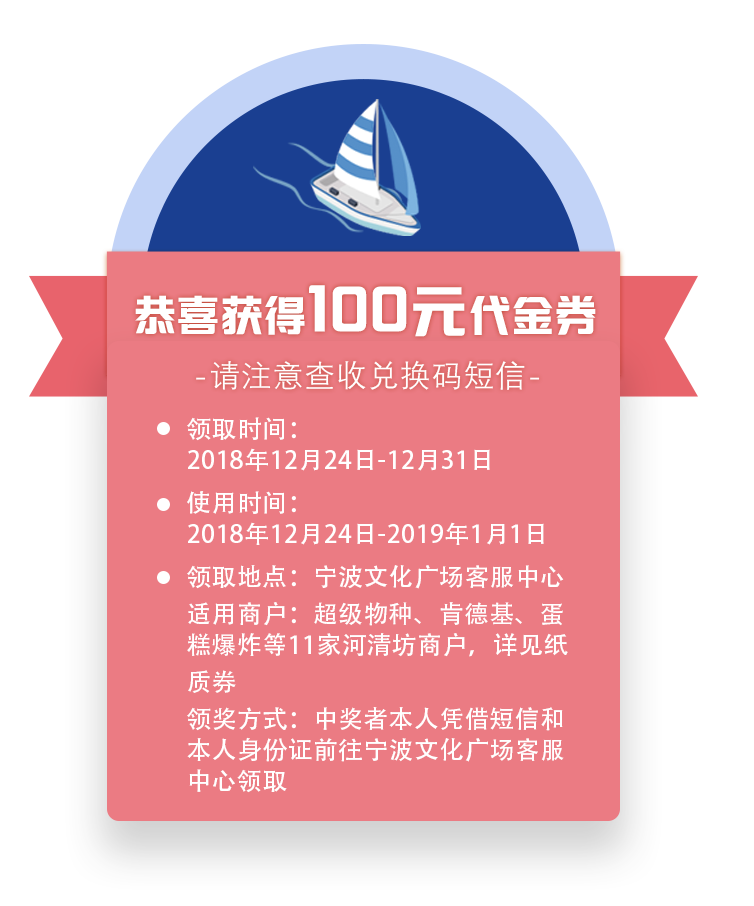 恭喜获得100元代金券
-请注意查收兑换码短信-
领取时间：
2018年12月24日-12月31日
使用时间：
2018年12月24日-2019年1月1日
领取地点：宁波文化广场客服中心
适用商户：超级物种、肯德基、蛋
糕爆炸等11家河清坊商户，详见纸
质券
领奖方式：中奖者本人凭借短信和
本人身份证前往宁波文化广场客服
中心领取